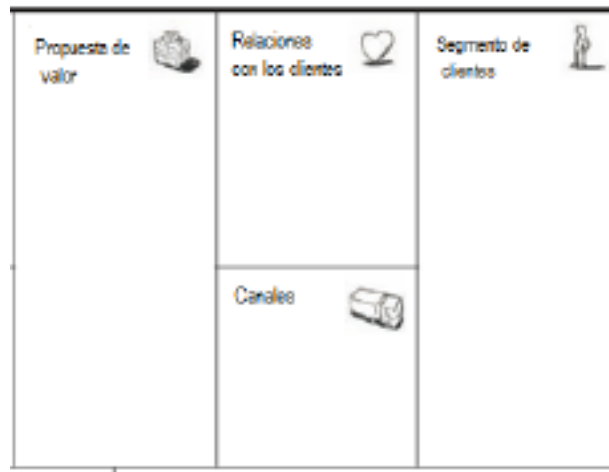 Propuesta de
valor
Relaciones
con los clientes
Segmento de
clientes
Canales